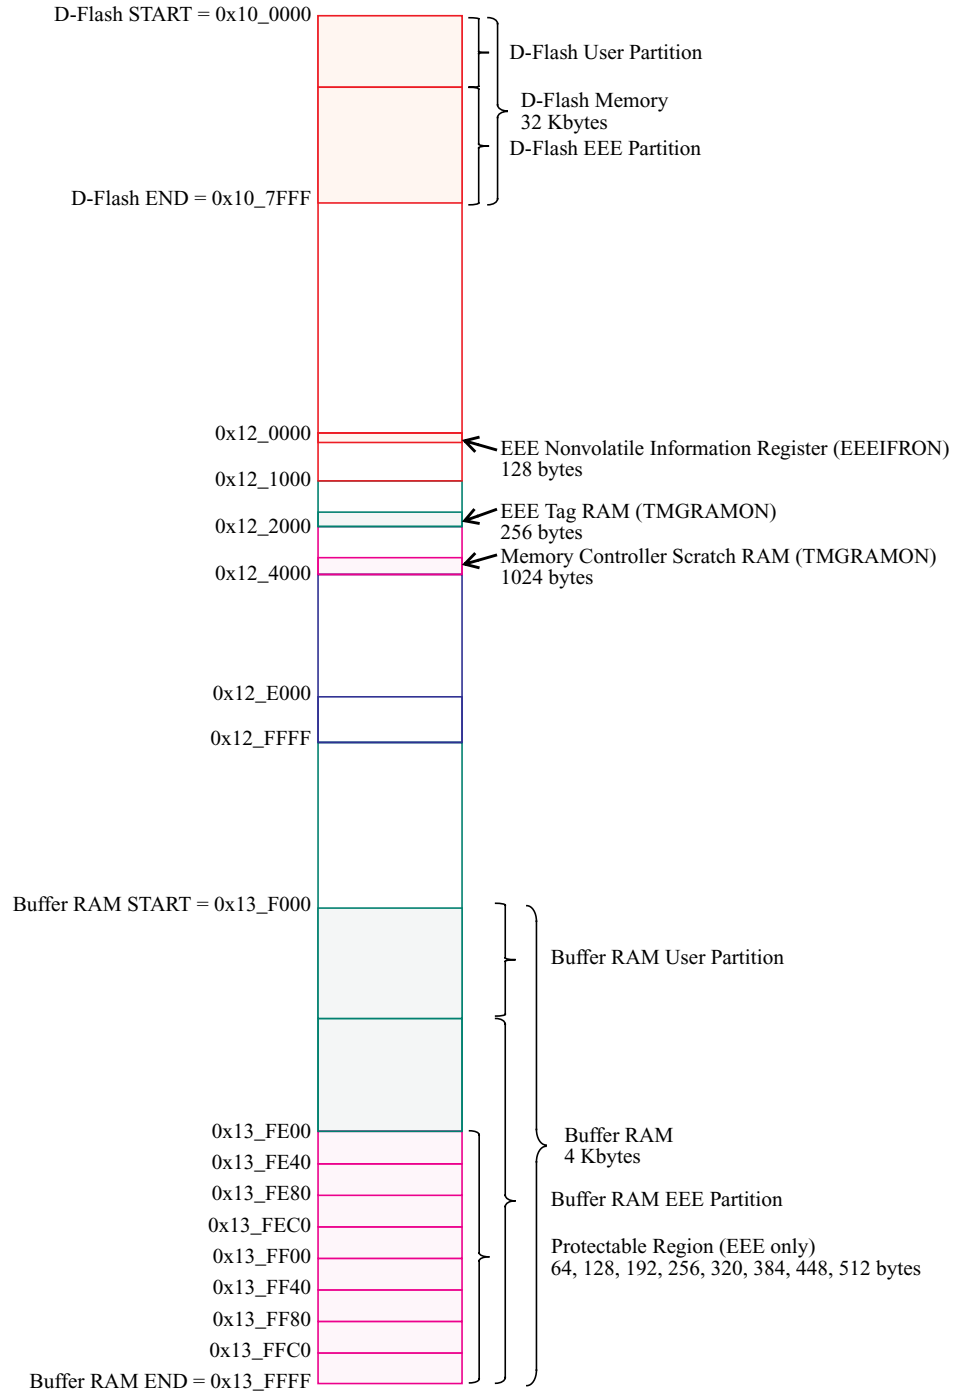 D-Flash START = 0x10_0000
D-Flash User Partition
D-Flash Memory
32 Kbytes
D-Flash EEE Partition
D-Flash END = 0x10_7FFF
0x12_0000
EEE Nonvolatile Information Register (EEEIFRON)
128 bytes
0x12_1000
EEE Tag RAM (TMGRAMON)
256 bytes
0x12_2000
Memory Controller Scratch RAM (TMGRAMON)
1024 bytes
0x12_4000
0x12_E000
0x12_FFFF
Buffer RAM START = 0x13_F000
Buffer RAM User Partition
0x13_FE00
Buffer RAM
4 Kbytes
0x13_FE40
0x13_FE80
Buffer RAM EEE Partition
0x13_FEC0
Protectable Region (EEE only)
64, 128, 192, 256, 320, 384, 448, 512 bytes
0x13_FF00
0x13_FF40
0x13_FF80
0x13_FFC0
Buffer RAM END = 0x13_FFFF